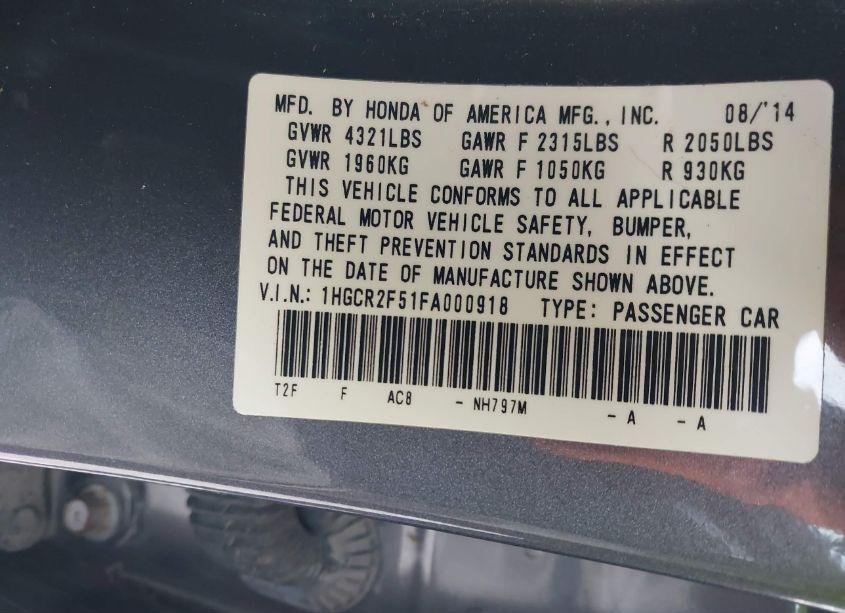 MFD. BY HONDA OF AMERICA MFG., INC. 08/'14
GVWR 4321LBS GAWR F 2315LBS R 2050LBS
GVWR 1960KG GAWR F 1050KG R 930KG
THIS VEHICLE CONFORMS TO ALL APPLICABLE
FEDERAL MOTOR VEHICLE SAFETY, BUMPER,
AND THEFT PREVENTION STANDARDS IN EFFECT
ON THE DATE OF MANUFACTURE SHOWN ABOVE.
V.I.N.: 1HGCR2F51FA000918 TYPE: PASSENGER CAR
T2F F AC8 - NH797M - A - A